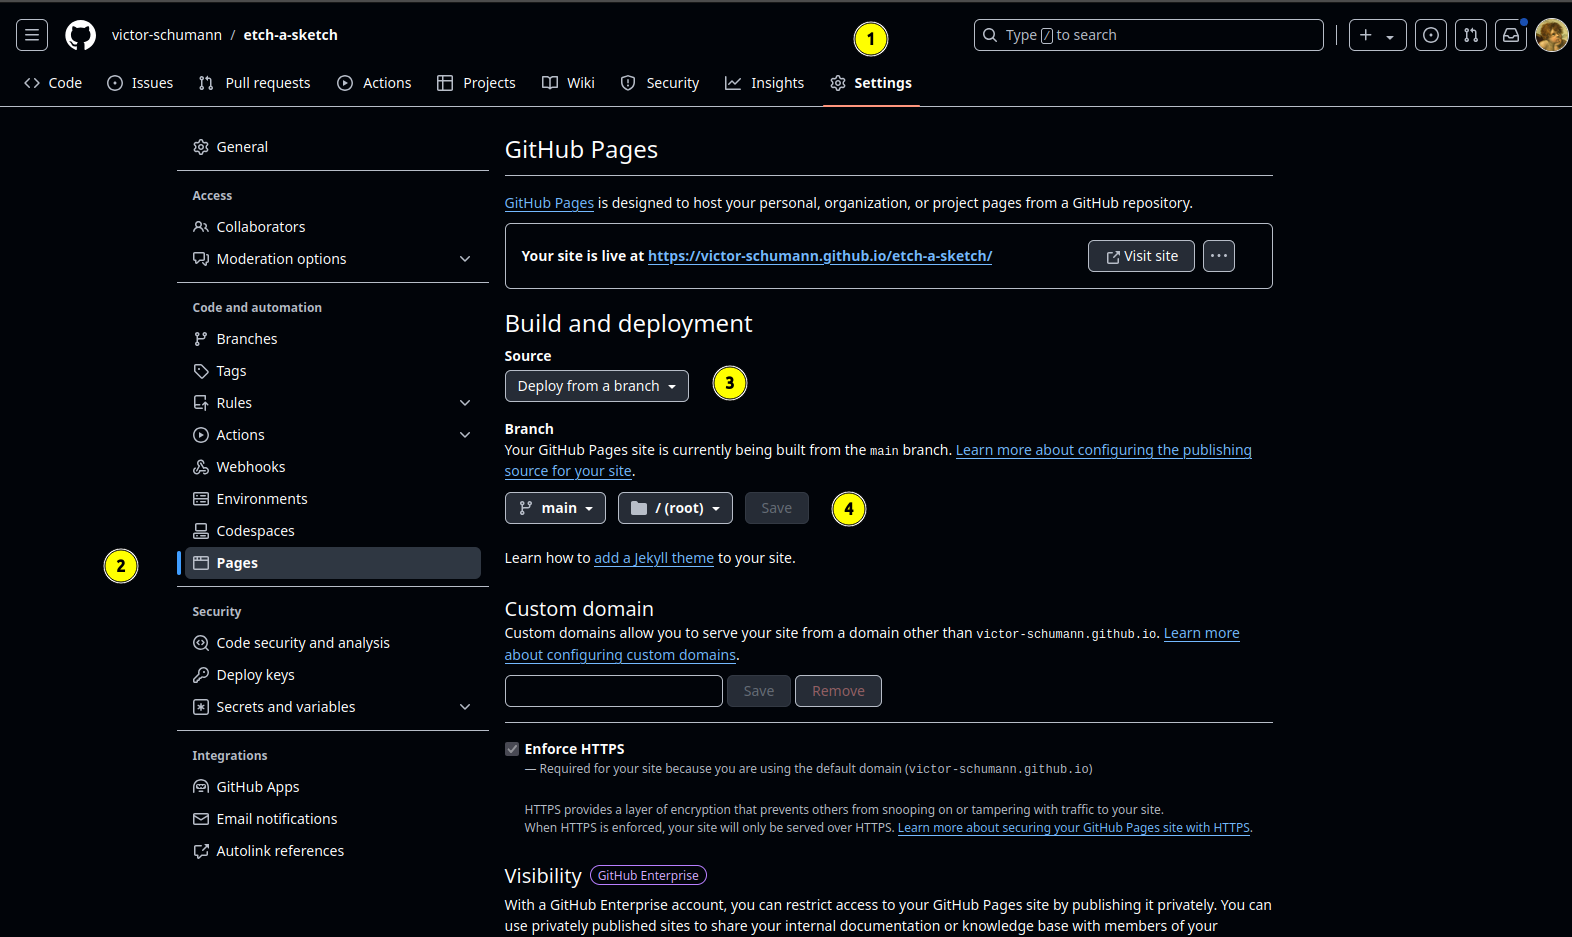 victor-schumann / etch-a-sketch
1
Type / to search
Code
Issues
Pull requests
Actions
Projects
Wiki
Security
Insights
Settings
General
Access
Collaborators
Moderation options
Code and automation
Branches
Tags
Rules
Actions
Webhooks
Environments
Codespaces
2
Pages
Security
Code security and analysis
Deploy keys
Secrets and variables
Integrations
GitHub Apps
Email notifications
Autolink references
GitHub Pages
GitHub Pages is designed to host your personal, organization, or project pages from a GitHub repository.
Your site is live at https://victor-schumann.github.io/etch-a-sketch/
Visit site
Build and deployment
Source
Deploy from a branch
3
Branch
Your GitHub Pages site is currently being built from the main branch. Learn more about configuring the publishing
source for your site.
main
/ (root)
Save
4
Learn how to add a Jekyll theme to your site.
Custom domain
Custom domains allow you to serve your site from a domain other than victor-schumann.github.io. Learn more
about configuring custom domains.
Save
Remove
Enforce HTTPS
— Required for your site because you are using the default domain (victor-schumann.github.io)
HTTPS provides a layer of encryption that prevents others from snooping on or tampering with traffic to your site.
When HTTPS is enforced, your site will only be served over HTTPS. Learn more about securing your GitHub Pages site with HTTPS.
Visibility
GitHub Enterprise
With a GitHub Enterprise account, you can restrict access to your GitHub Pages site by publishing it privately. You can
use privately published sites to share your internal documentation or knowledge base with members of your